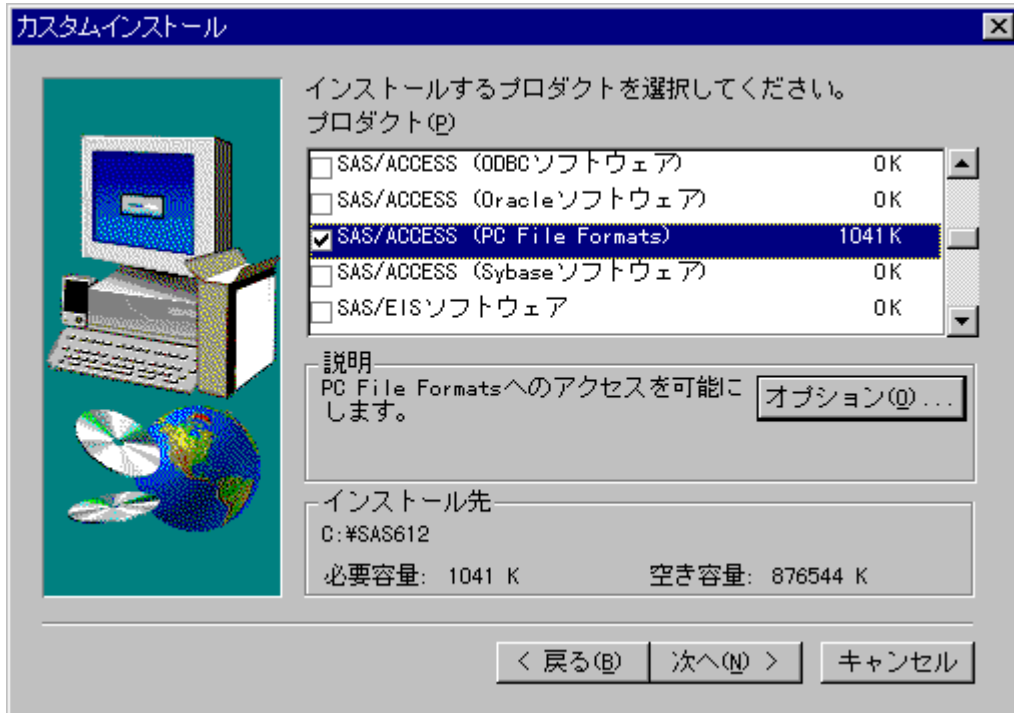 カスタムインストール
インストールするプロダクトを選択してください。
プロダクト(P)
SAS/ACCESS (ODBCソフトウェア) 0K
SAS/ACCESS (Oracleソフトウェア) 0K
SAS/ACCESS (PC File Formats) 1041K
SAS/ACCESS (Sybaseソフトウェア) 0K
SAS/EISソフトウェア 0K
説明
PC File Formatsへのアクセスを可能に
します。
オプション(O)...
インストール先
C:¥SAS612
必要容量: 1041 K 空き容量: 876544 K
< 戻る(B) 次へ(N) > キャンセル